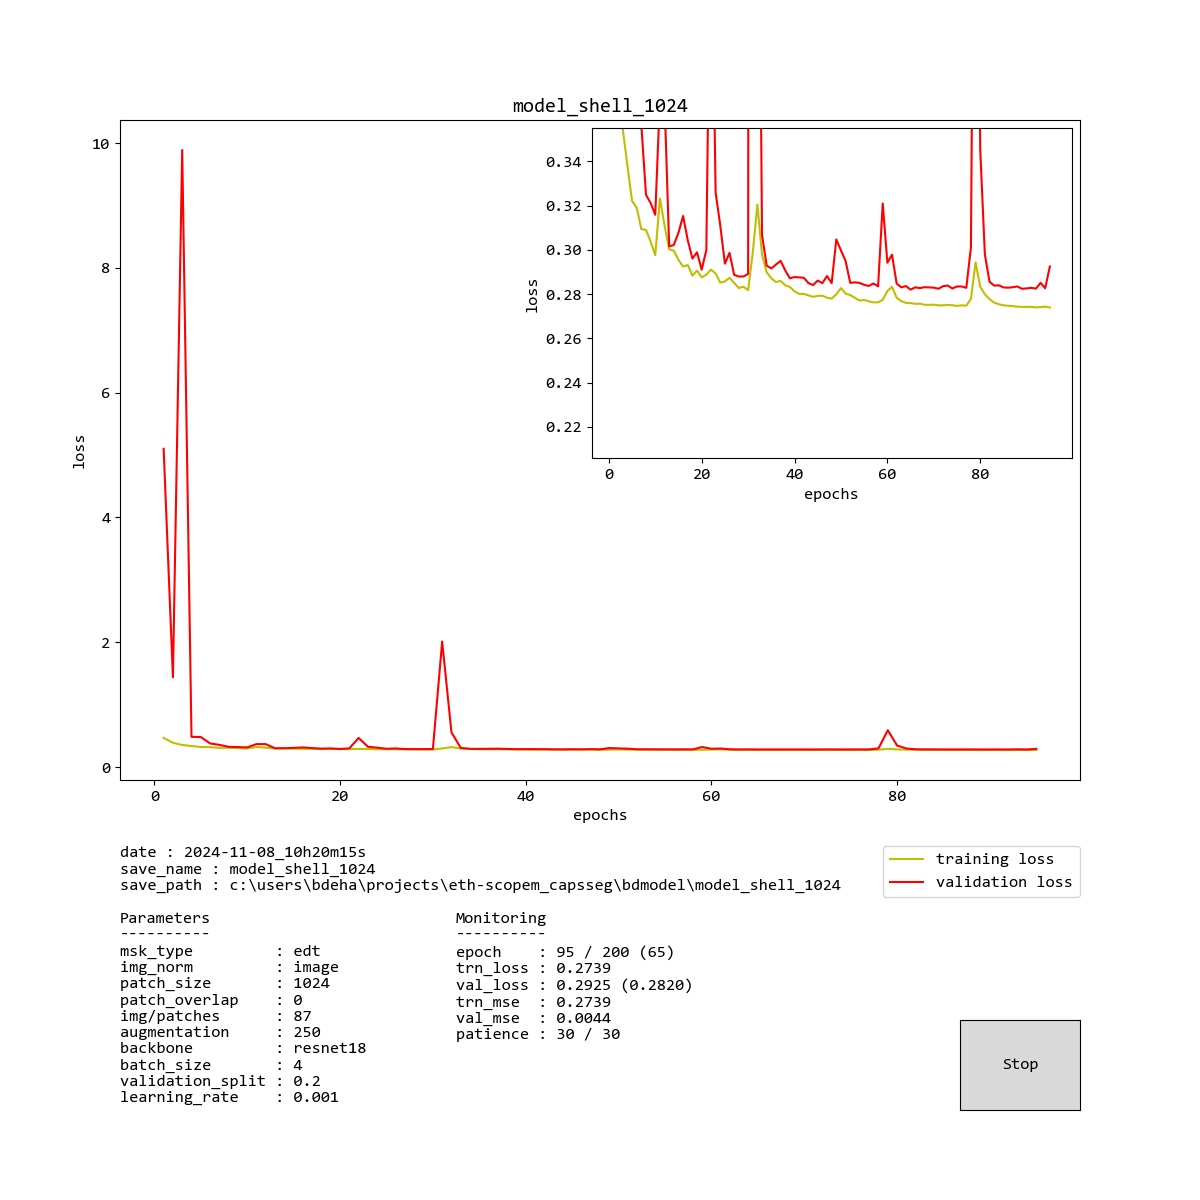 model_shell_1024
10
8
6
4
2
0
loss
0
20
40
60
80
epochs
0.34
0.32
0.30
0.28
0.26
0.24
0.22
loss
0
20
40
60
80
epochs
date : 2024-11-08_10h20m15s
save_name : model_shell_1024
save_path : c:\users\bdeha\projects\eth-scopem_capsseg\bdmodel\model_shell_1024
training loss
validation loss
Parameters
----------
msk_type         : edt
img_norm         : image
patch_size       : 1024
patch_overlap    : 0
img/patches      : 87
augmentation     : 250
backbone         : resnet18
batch_size       : 4
validation_split : 0.2
learning_rate    : 0.001
Monitoring
----------
epoch    : 95 / 200 (65)
trn_loss : 0.2739
val_loss : 0.2925 (0.2820)
trn_mse  : 0.2739
val_mse  : 0.0044
patience : 30 / 30
Stop